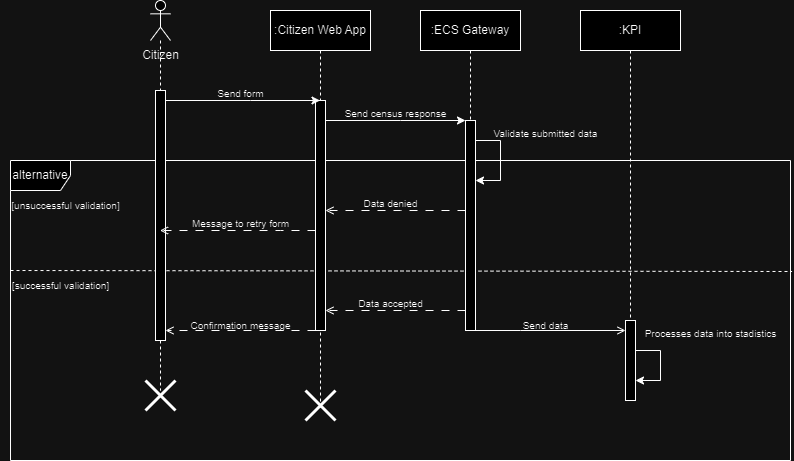 Citizen
:Citizen Web App
:ECS Gateway
:KPI
Send form
Send census response
Validate submitted data
alternative
[unsuccessful validation]
Data denied
Message to retry form
[successful validation]
Data accepted
Confirmation message
Send data
Processes data into stadistics